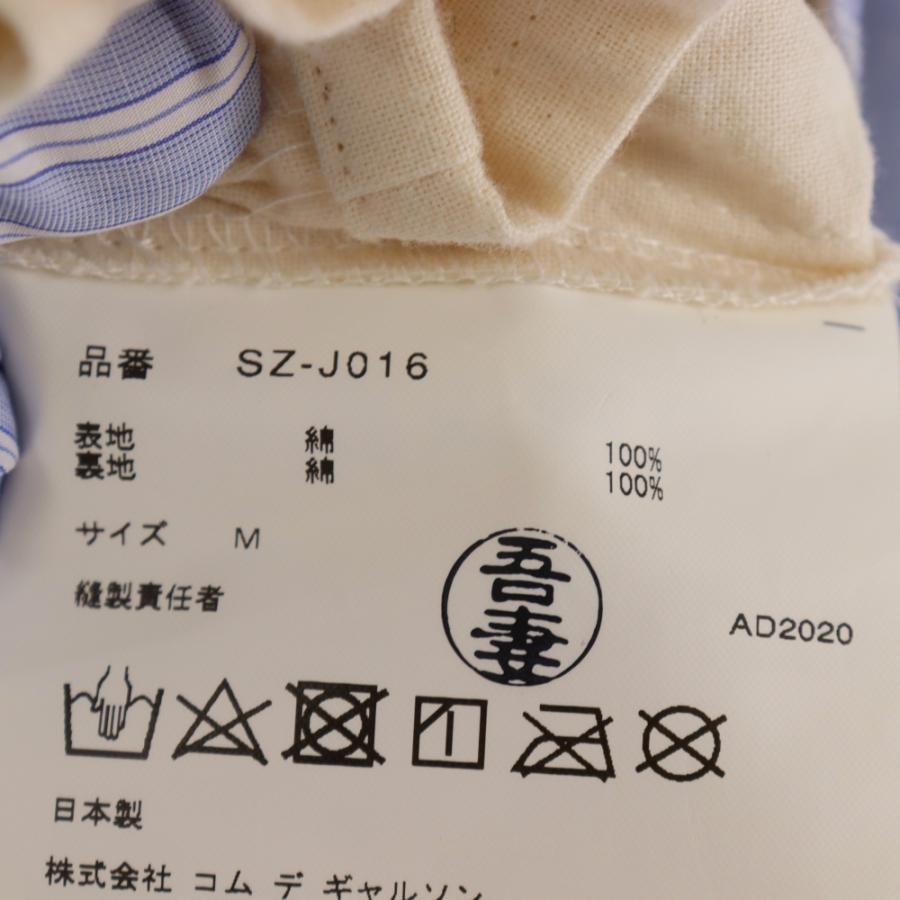 品番 SZ-J016
表地 綿 100%
裏地 綿 100%
サイズ M
縫製責任者 吾妻 AD2020
日本製
株式会社 コム デ ギャルソン